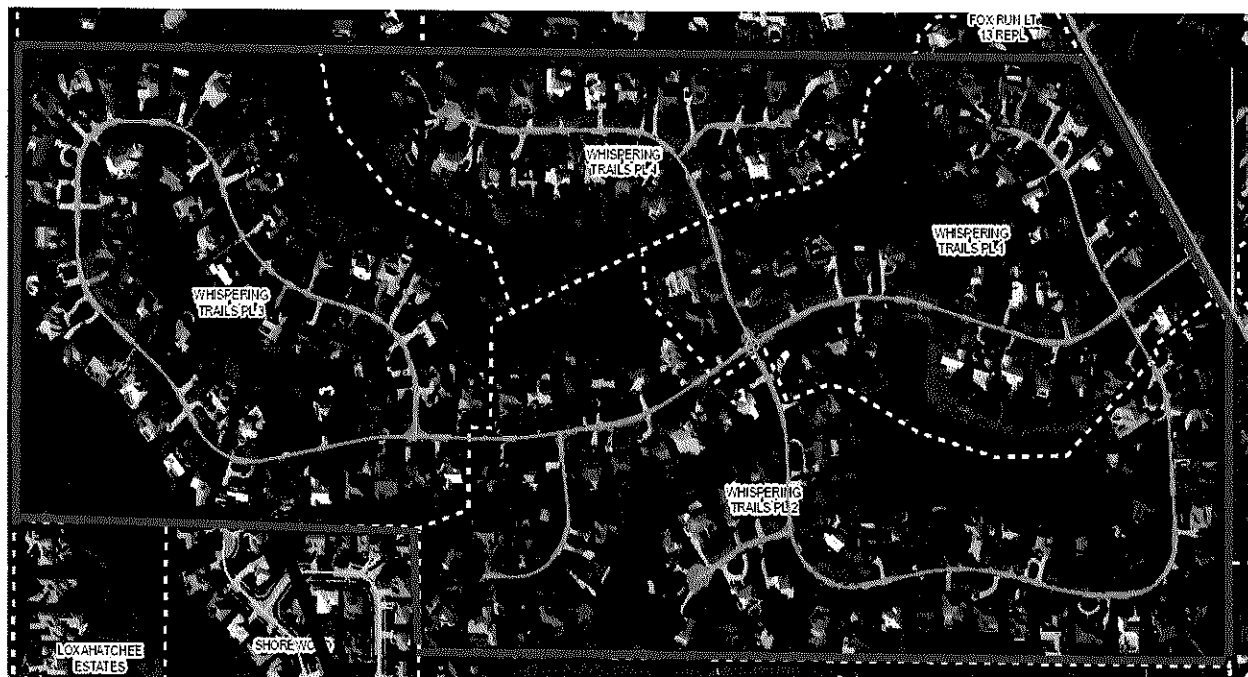 FOX RUN LT
13 REPL
WHISPERING
TRAILS PL 4
WHISPERING
TRAILS PL 1
WHISPERING
TRAILS PL 3
WHISPERING
TRAILS PL 2
LOXAHATCHEE
ESTATES
SHOREWOOD